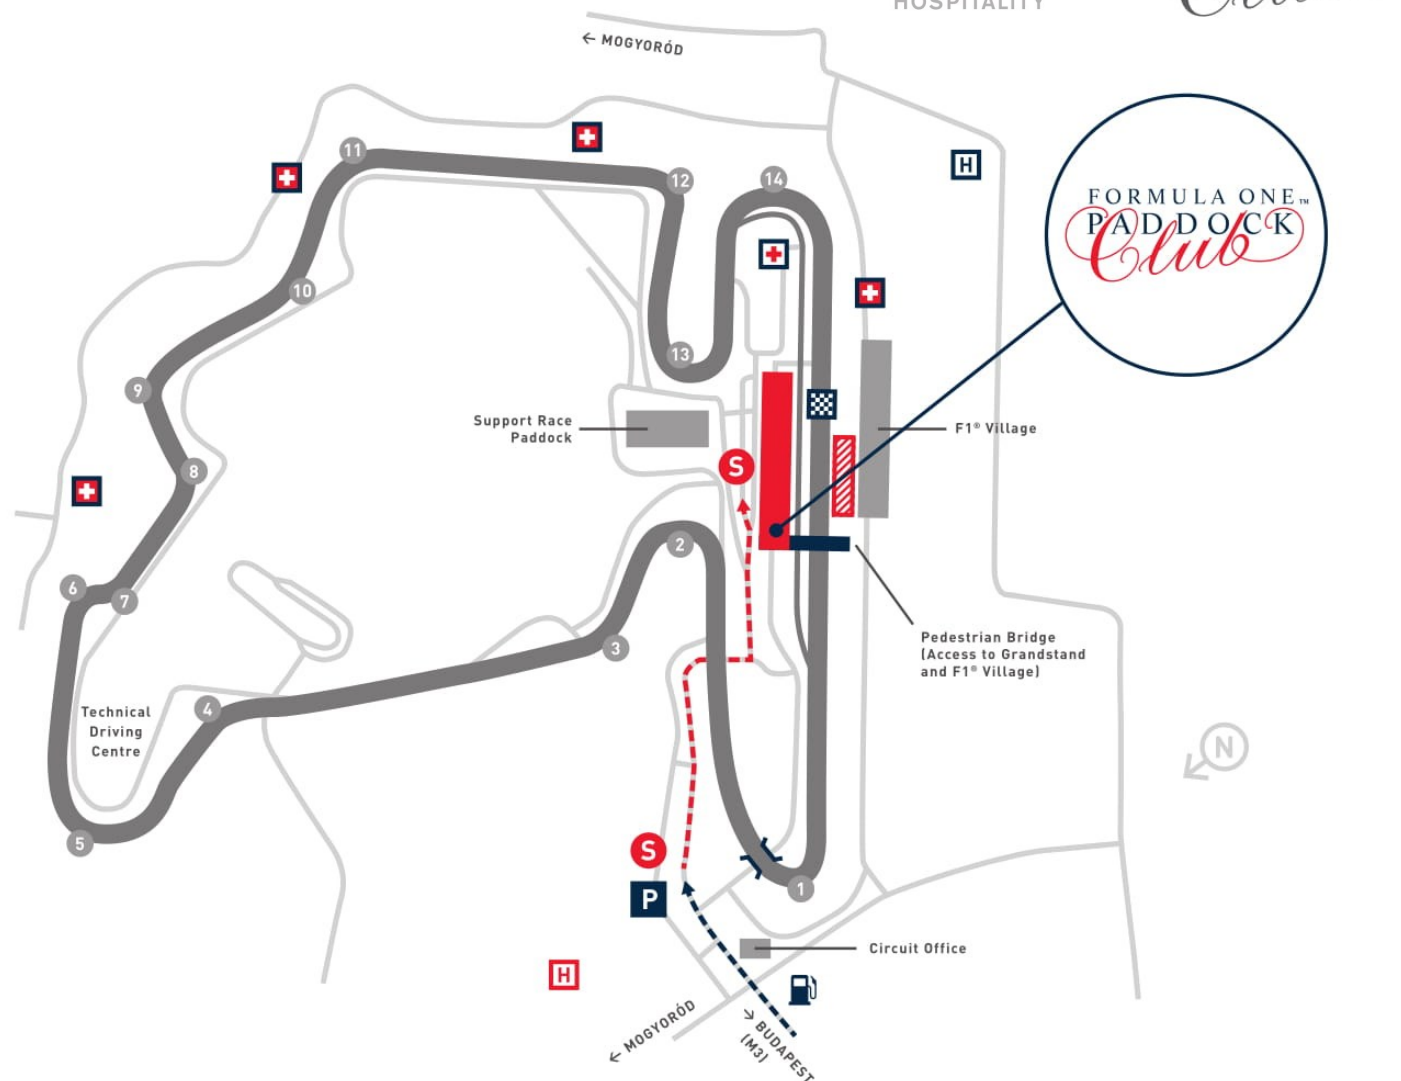 HOSPITALITY
Club
← MOGYORÓD
11
12
14
H
FORMULA ONE™
PADDOCK
Club
10
13
9
Support Race
Paddock
F1® Village
S
8
2
6
7
3
Pedestrian Bridge
(Access to Grandstand
and F1® Village)
4
Technical
Driving
Centre
N
5
S
P
1
Circuit Office
H
← MOGYORÓD
→ BUDAPEST
(M3)